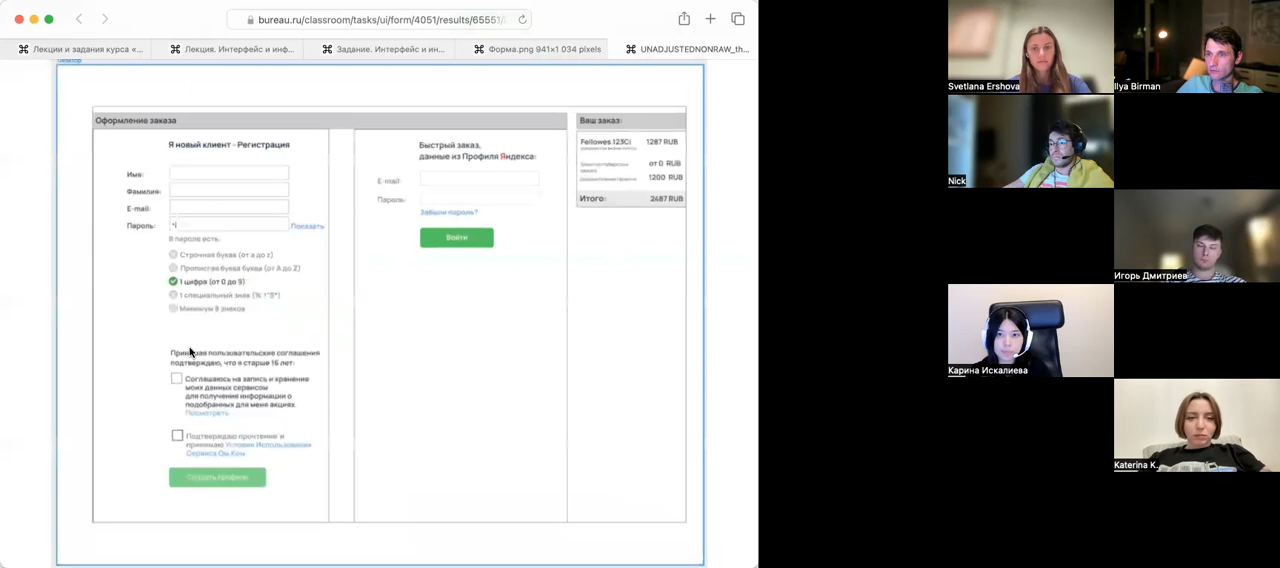 bureau.ru/classroom/tasks/ui/form/4051/results/65551/
Лекции и задания курса «...
Лекция. Интерфейс и инф...
Задание. Интерфейс и ин...
Форма.png 941×1 034 pixels
UNADJUSTEDNONRAW_th...
Оформление заказа
Ваш заказ:
Я новый клиент - Регистрация
Имя:
Фамилия:
E-mail:
Пароль:
Показать
В пароле есть:
Строчная буква (от a до z)
Прописная буква буква (от A до Z)
1 цифра (от 0 до 9)
1 специальный знак
Минимум 8 знаков
Принимая пользовательские соглашения
подтверждаю, что я старше 16 лет:
Соглашаюсь на запись и хранение
моих данных сервисом
для получения информации о
подобранных для меня акциях.
Посмотреть
Подтверждаю прочтение и
принимаю Условия Использования
Сервиса
Создать профиль
Быстрый заказ,
данные из Профиля Яндекса:
E-mail:
Пароль:
Забыли пароль?
Войти
Fellowes 123Ci 1287 RUB
от 0 RUB
1200 RUB
Итого: 2487 RUB
Svetlana Ershova
Ilya Birman
Nick
Игорь Дмитриев
Карина Искалиева
Katerina K.